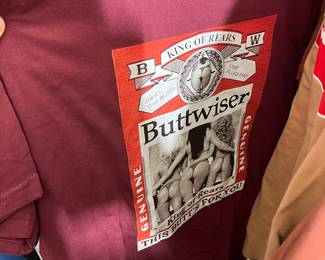 KING OF REARS
B W
Buttwiser
GENUINE
GENUINE
King of Rears
THIS BUTT'S FOR YOU